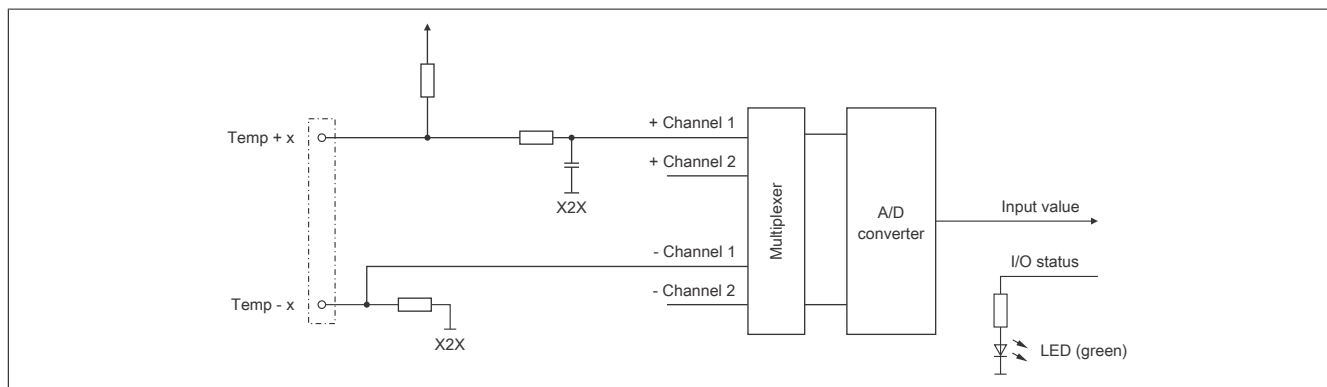 Temp + x
+ Channel 1
+ Channel 2
X2X
Multiplexer
A/D
converter
Input value
- Channel 1
I/O status
Temp - x
- Channel 2
X2X
LED (green)